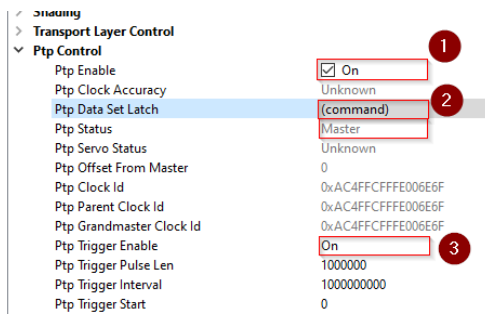 Shading
Transport Layer Control
Ptp Control
1
Ptp Enable On
Ptp Clock Accuracy Unknown
Ptp Data Set Latch (command) 2
Ptp Status Master
Ptp Servo Status Unknown
Ptp Offset From Master 0
Ptp Clock Id 0xAC4FFCFFFE006E6F
Ptp Parent Clock Id 0xAC4FFCFFFE006E6F
Ptp Grandmaster Clock Id 0xAC4FFCFFFE006E6F
Ptp Trigger Enable On 3
Ptp Trigger Pulse Len 1000000
Ptp Trigger Interval 1000000000
Ptp Trigger Start 0